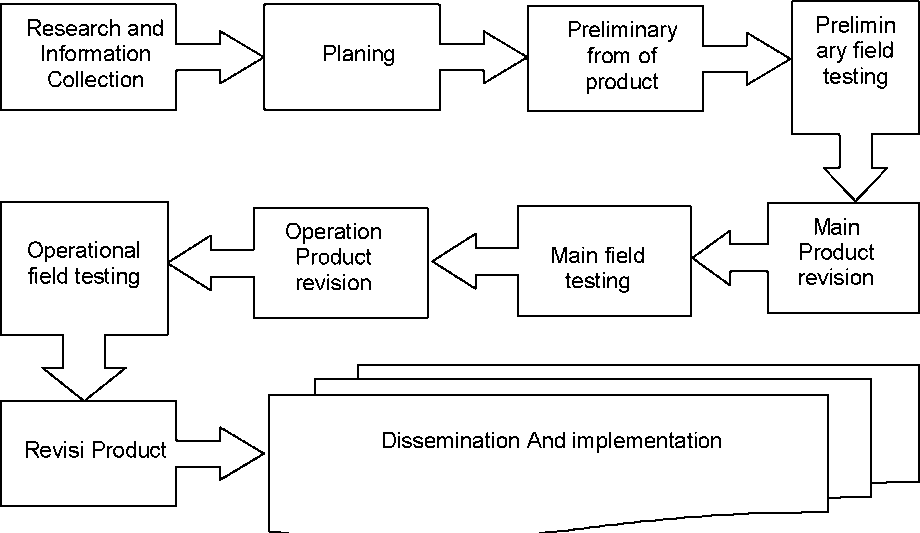 Research and
Information
Collection
Planing
Preliminary
from of
product
Prelimin
ary field
testing
Main
Product
revision
Main field
testing
Operation
Product
revision
Operational
field testing
Revisi Product
Dissemination And implementation